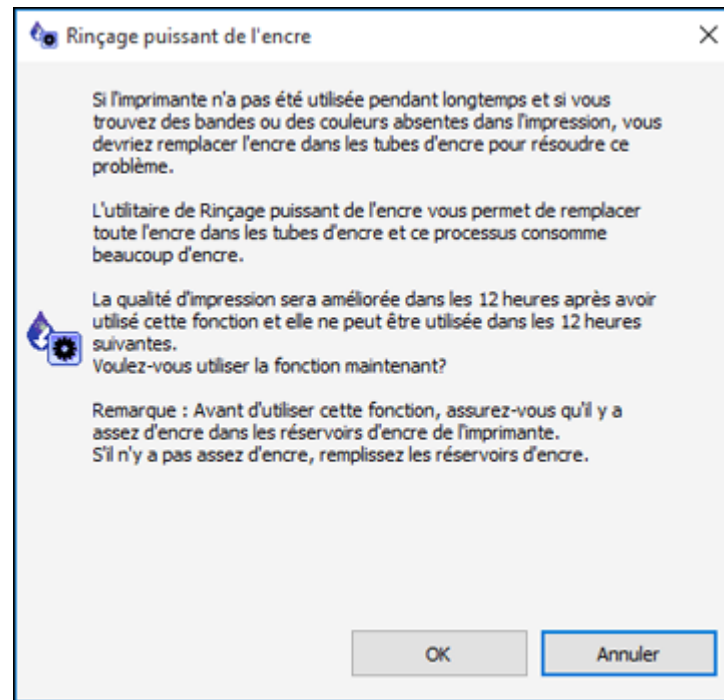 Rinçage puissant de l'encre
Si l'imprimante n'a pas été utilisée pendant longtemps et si vous
trouvez des bandes ou des couleurs absentes dans l'impression, vous
devriez remplacer l'encre dans les tubes d'encre pour résoudre ce
problème.
L'utilitaire de Rinçage puissant de l'encre vous permet de remplacer
toute l'encre dans les tubes d'encre et ce processus consomme
beaucoup d'encre.
La qualité d'impression sera améliorée dans les 12 heures après avoir
utilisé cette fonction et elle ne peut être utilisée dans les 12 heures
suivantes.
Voulez-vous utiliser la fonction maintenant?
Remarque : Avant d'utiliser cette fonction, assurez-vous qu'il y a
assez d'encre dans les réservoirs d'encre de l'imprimante.
S'il n'y a pas assez d'encre, remplissez les réservoirs d'encre.
OK
Annuler